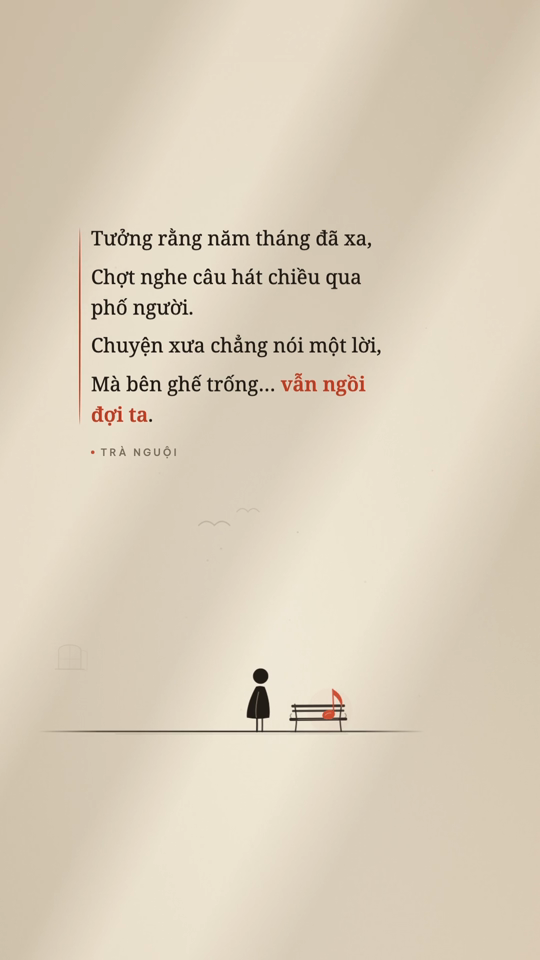 Tưởng rằng năm tháng đã xa,
Chợt nghe câu hát chiều qua
phố người.
Chuyện xưa chẳng nói một lời,
Mà bên ghế trống... vẫn ngồi
đợi ta.
TRÀ NGUỘI